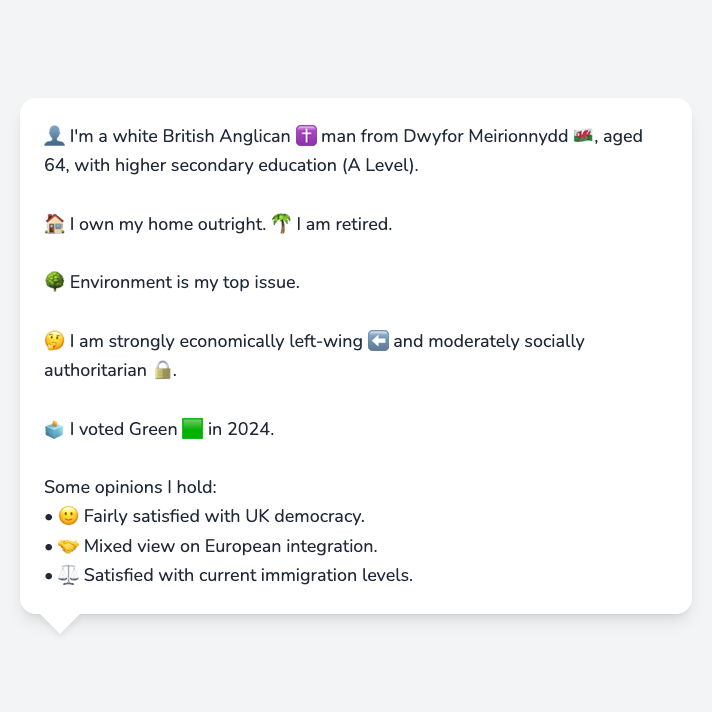 👤 I'm a white British Anglican ✝️ man from Dwyfor Meirionnydd 🏴󠁧󠁢󠁷󠁬󠁳󠁿, aged
64, with higher secondary education (A Level).
🏠 I own my home outright. 🌴 I am retired.
🌳 Environment is my top issue.
🤔 I am strongly economically left-wing ⬅️ and moderately socially
authoritarian 🔒.
🗳️ I voted Green 🟩 in 2024.
Some opinions I hold:
• 🙂 Fairly satisfied with UK democracy.
• 🤝 Mixed view on European integration.
• ⚖️ Satisfied with current immigration levels.